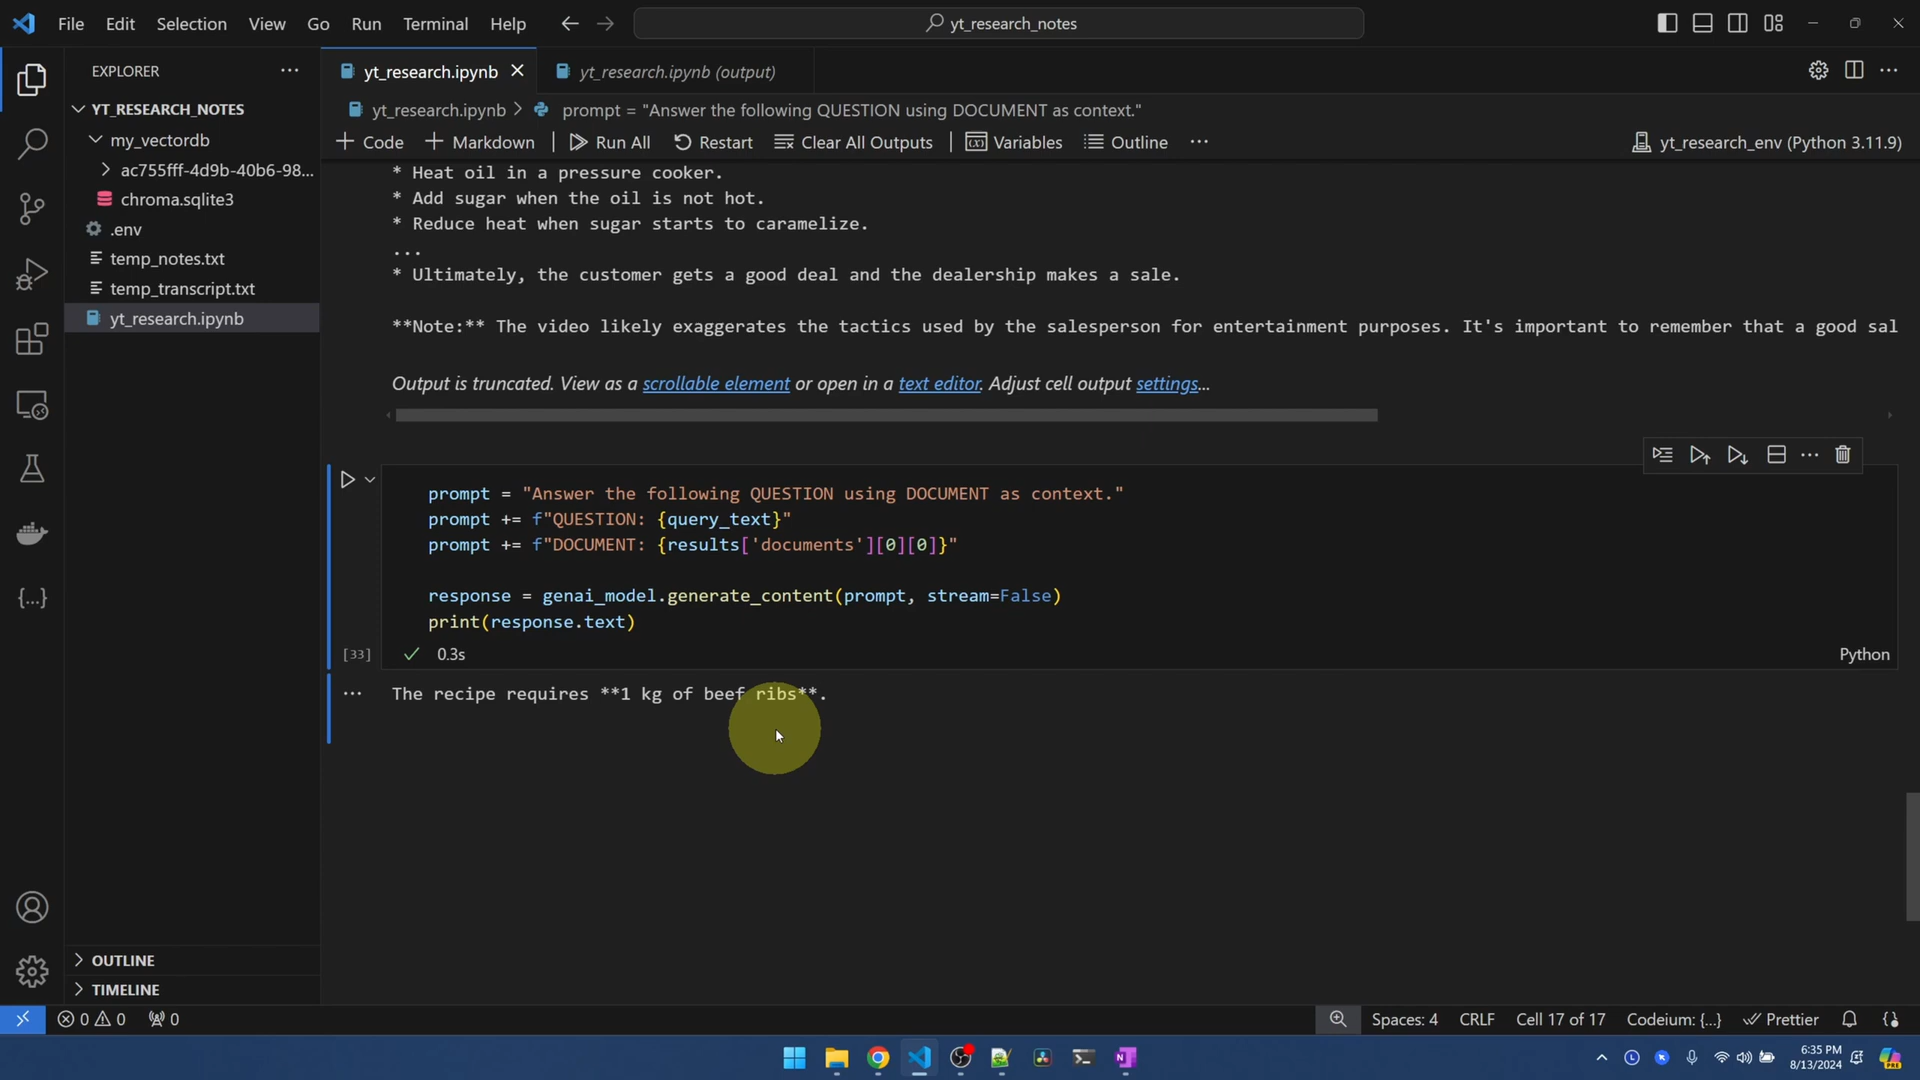 File Edit Selection View Go Run Terminal Help
yt_research_notes
EXPLORER
YT_RESEARCH_NOTES
my_vectordb
ac755fff-4d9b-40b6-98...
chroma.sqlite3
.env
temp_notes.txt
temp_transcript.txt
yt_research.ipynb
OUTLINE
TIMELINE
yt_research.ipynb
yt_research.ipynb (output)
yt_research.ipynb > prompt = "Answer the following QUESTION using DOCUMENT as context."
+ Code + Markdown Run All Restart Clear All Outputs Variables Outline ...
yt_research_env (Python 3.11.9)
* Heat oil in a pressure cooker.
* Add sugar when the oil is not hot.
* Reduce heat when sugar starts to caramelize.
...
* Ultimately, the customer gets a good deal and the dealership makes a sale.
**Note:** The video likely exaggerates the tactics used by the salesperson for entertainment purposes. It's important to remember that a good sal
Output is truncated. View as a scrollable element or open in a text editor. Adjust cell output settings...
prompt = "Answer the following QUESTION using DOCUMENT as context."
prompt += f"QUESTION: {query_text}"
prompt += f"DOCUMENT: {results['documents'][0][0]}"
response = genai_model.generate_content(prompt, stream=False)
print(response.text)
[33] 0.3s
Python
The recipe requires **1 kg of beef ribs**.
0 0 0
Spaces: 4 CRLF Cell 17 of 17 Codeium: {...} Prettier
6:35 PM
8/13/2024
PRE